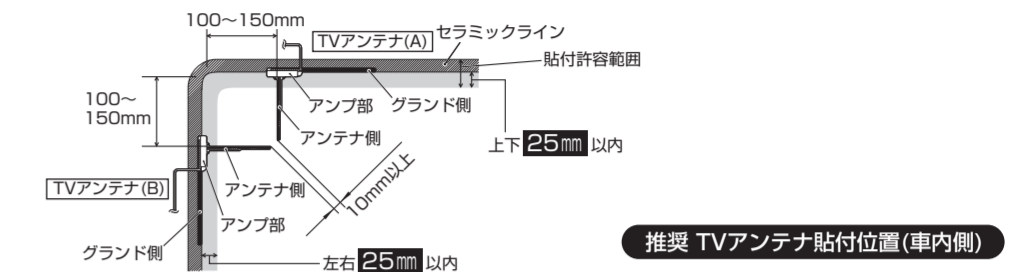 100〜150mm
TVアンテナ(A)
セラミックライン
貼付許容範囲
100〜
150mm
アンプ部
グランド側
アンテナ側
上下 25㎜ 以内
10mm以上
TVアンテナ(B)
アンテナ側
アンプ部
グランド側
左右 25㎜ 以内
推奨 TVアンテナ貼付位置(車内側)